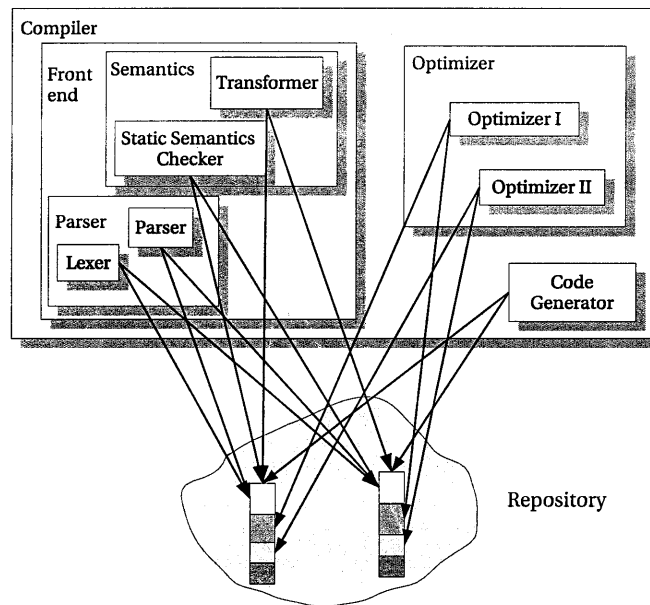 Compiler
Front
end
Semantics
Transformer
Static Semantics
Checker
Parser
Parser
Lexer
Optimizer
Optimizer I
Optimizer II
Code
Generator
Repository